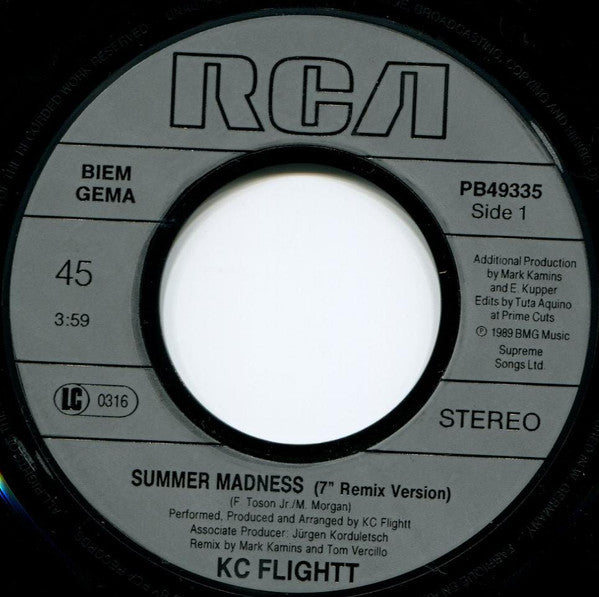 RCA
BIEM
GEMA
45
3:59
LC 0316
PB49335
Side 1
Additional Production
by Mark Kamins
and E. Kupper
Edits by Tuta Aquino
at Prime Cuts
℗ 1989 BMG Music
Supreme
Songs Ltd.
STEREO
SUMMER MADNESS (7" Remix Version)
(F. Toson Jr./M. Morgan)
Performed, Produced and Arranged by KC Flightt
Associate Producer: Jürgen Korduletsch
Remix by Mark Kamins and Tom Vercillo
KC FLIGHTT